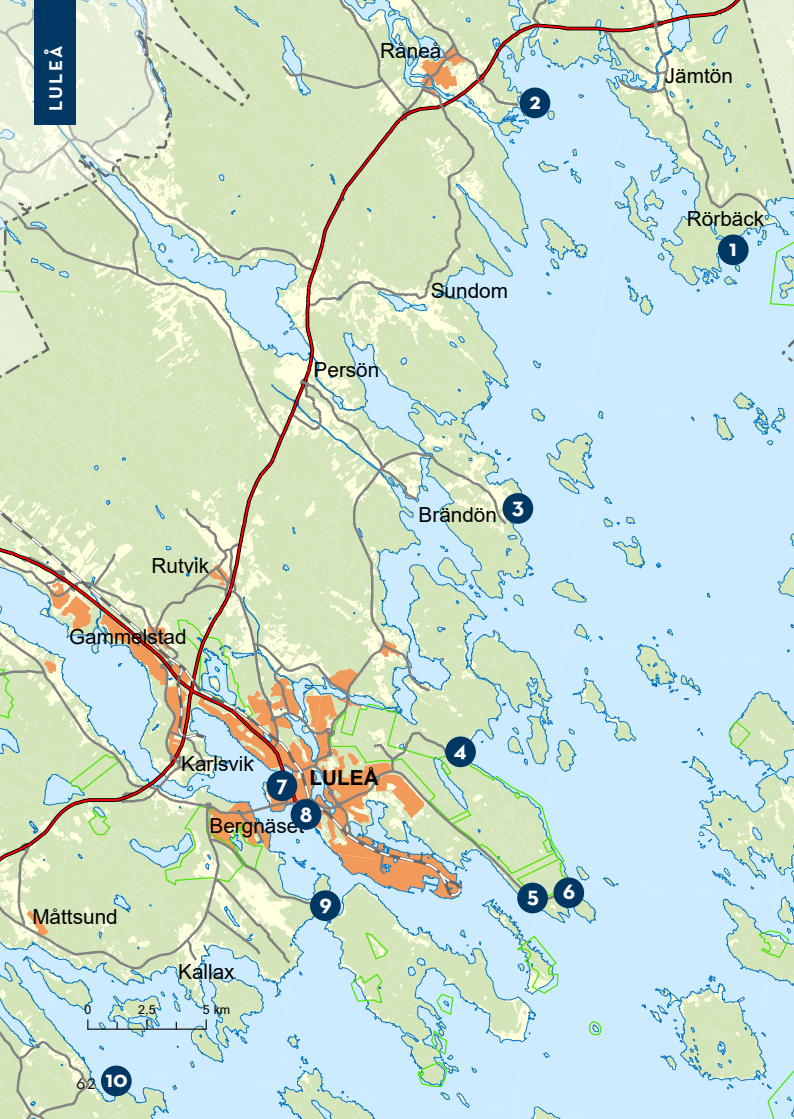 LULEÅ
Råneå
Jämtön
2
Rörbäck
1
Sundom
Persön
3
Brändön
Rutvik
Gammelstad
4
Karlsvik
LULEÅ
7
8
Bergnäset
6
5
9
Måttsund
Kallax
0 2,5 5 km
62
10